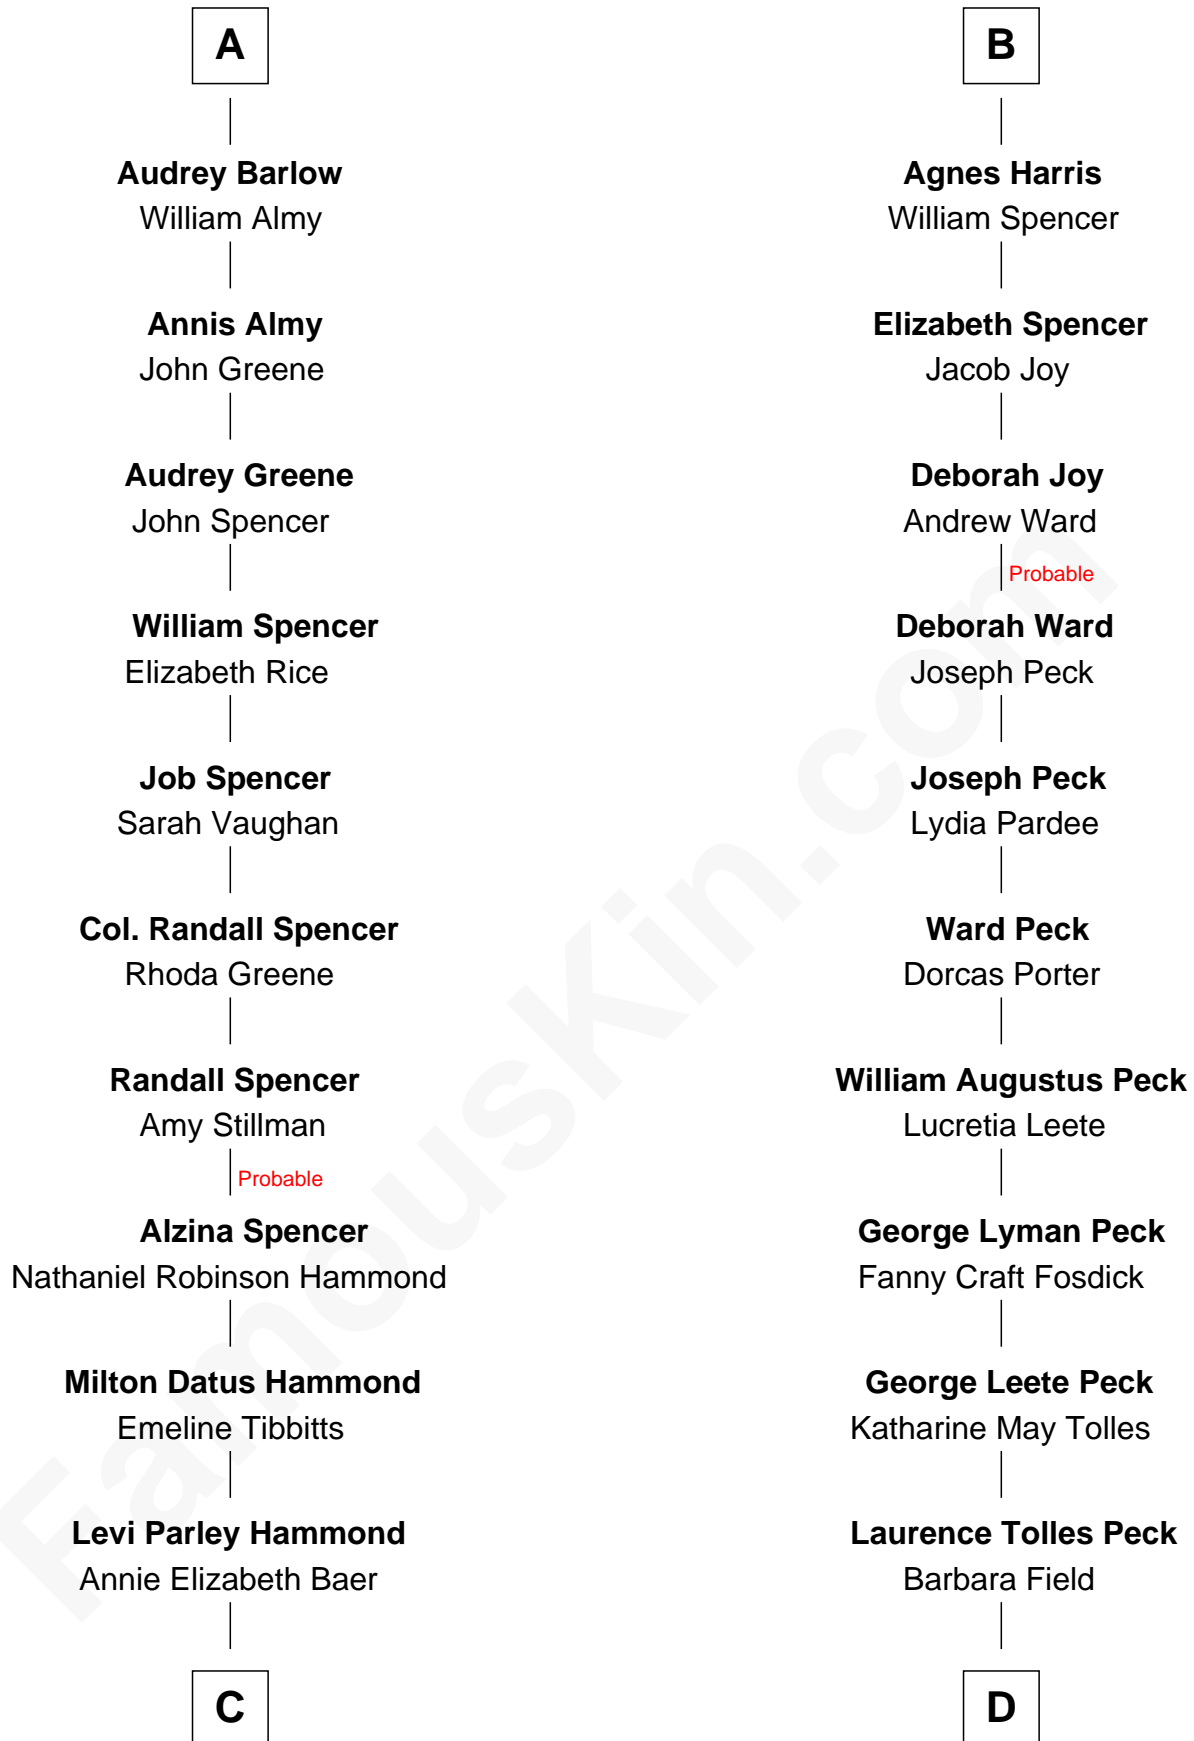 A
Audrey Barlow
William Almy
Annis Almy
John Greene
Audrey Greene
John Spencer
William Spencer
Elizabeth Rice
Job Spencer
Sarah Vaughan
Col. Randall Spencer
Rhoda Greene
Randall Spencer
Amy Stillman
Probable
Alzina Spencer
Nathaniel Robinson Hammond
Milton Datus Hammond
Emeline Tibbitts
Levi Parley Hammond
Annie Elizabeth Baer
C
B
Agnes Harris
William Spencer
Elizabeth Spencer
Jacob Joy
Deborah Joy
Andrew Ward
Probable
Deborah Ward
Joseph Peck
Joseph Peck
Lydia Pardee
Ward Peck
Dorcas Porter
William Augustus Peck
Lucretia Leete
George Lyman Peck
Fanny Craft Fosdick
George Leete Peck
Katharine May Tolles
Laurence Tolles Peck
Barbara Field
D
FamousKin.com